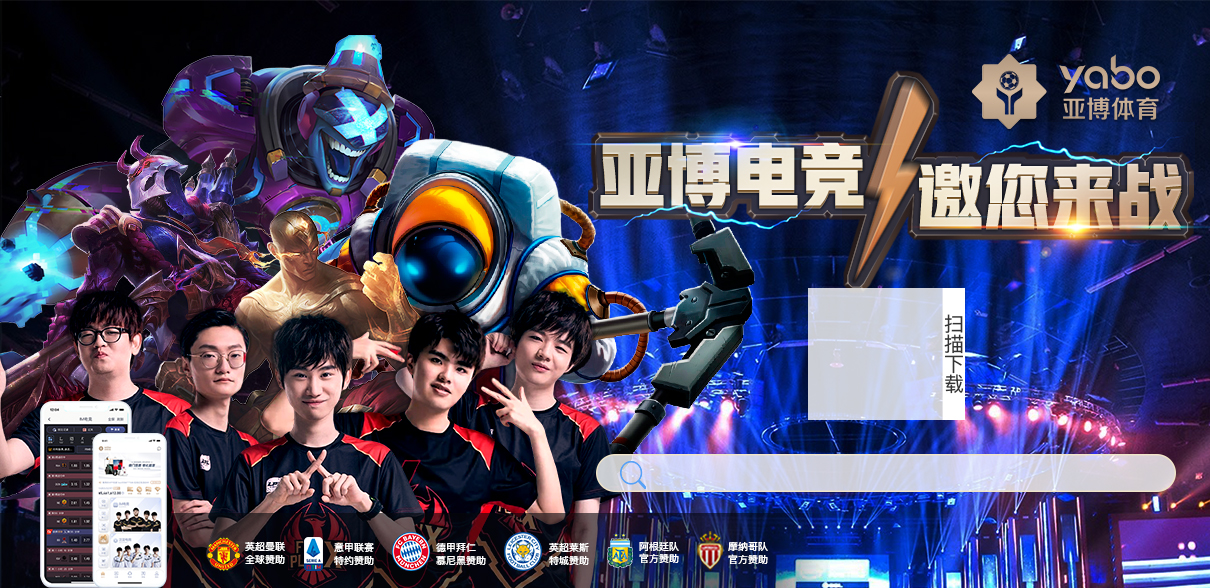 yabo
亚博体育
亚博电竞
邀您来战
扫描下载
英超曼联
全球赞助
意甲联赛
特约赞助
德甲拜仁
慕尼黑赞助
英超莱斯
特城赞助
阿根廷队
官方赞助
摩纳哥队
官方赞助